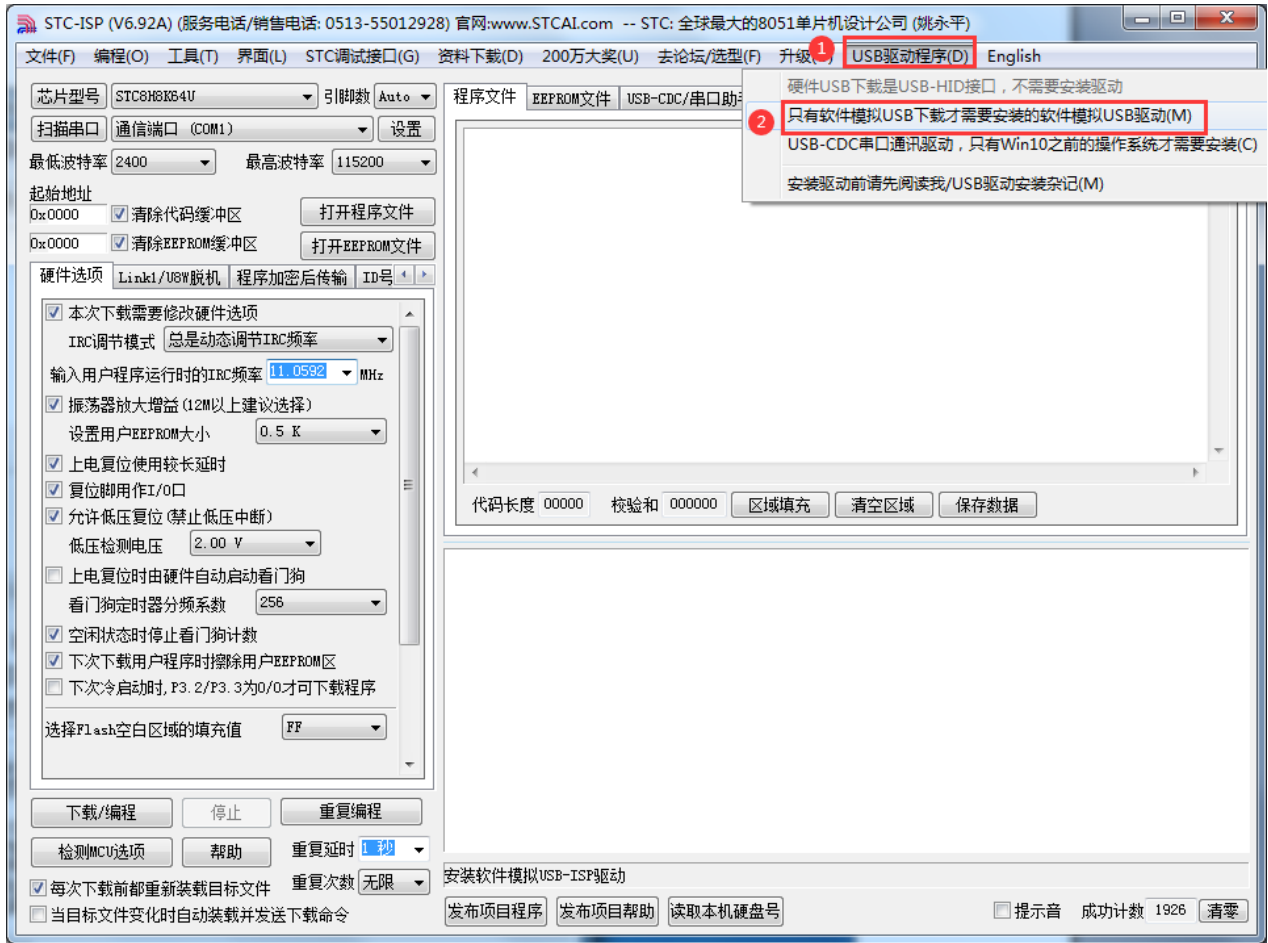 STC-ISP (V6.92A) (服务电话/销售电话: 0513-55012928) 官网:www.STCAI.com -- STC: 全球最大的8051单片机设计公司 (姚永平)
文件(F) 编程(O) 工具(T) 界面(L) STC调试接口(G) 资料下载(D) 200万大奖(U) 去论坛/选型(F) 升级 1 USB驱动程序(D) English
硬件USB下载是USB-HID接口，不需要安装驱动
2 只有软件模拟USB下载才需要安装的软件模拟USB驱动(M)
USB-CDC串口通讯驱动，只有Win10之前的操作系统才需要安装(C)
安装驱动前请先阅读我/USB驱动安装杂记(M)
芯片型号 STC8H8K64U 引脚数 Auto
扫描串口 通信端口 (COM1) 设置
最低波特率 2400 最高波特率 115200
起始地址
0x0000 清除代码缓冲区 打开程序文件
0x0000 清除EEPROM缓冲区 打开EEPROM文件
硬件选项 Link1/U8W脱机 程序加密后传输 ID号
本次下载需要修改硬件选项
IRC调节模式 总是动态调节IRC频率
输入用户程序运行时的IRC频率 11.0592 MHz
振荡器放大增益(12M以上建议选择)
设置用户EEPROM大小 0.5 K
上电复位使用较长延时
复位脚用作I/O口
允许低压复位(禁止低压中断)
低压检测电压 2.00 V
上电复位时由硬件自动启动看门狗
看门狗定时器分频系数 256
空闲状态时停止看门狗计数
下次下载用户程序时擦除用户EEPROM区
下次冷启动时,P3.2/P3.3为0/0才可下载程序
选择Flash空白区域的填充值 FF
下载/编程 停止 重复编程
检测MCU选项 帮助 重复延时 1 秒
每次下载前都重新装载目标文件 重复次数 无限
当目标文件变化时自动装载并发送下载命令
程序文件 EEPROM文件 USB-CDC/串口助
代码长度 00000 校验和 000000 区域填充 清空区域 保存数据
安装软件模拟USB-ISP驱动
发布项目程序 发布项目帮助 读取本机硬盘号 提示音 成功计数 1926 清零